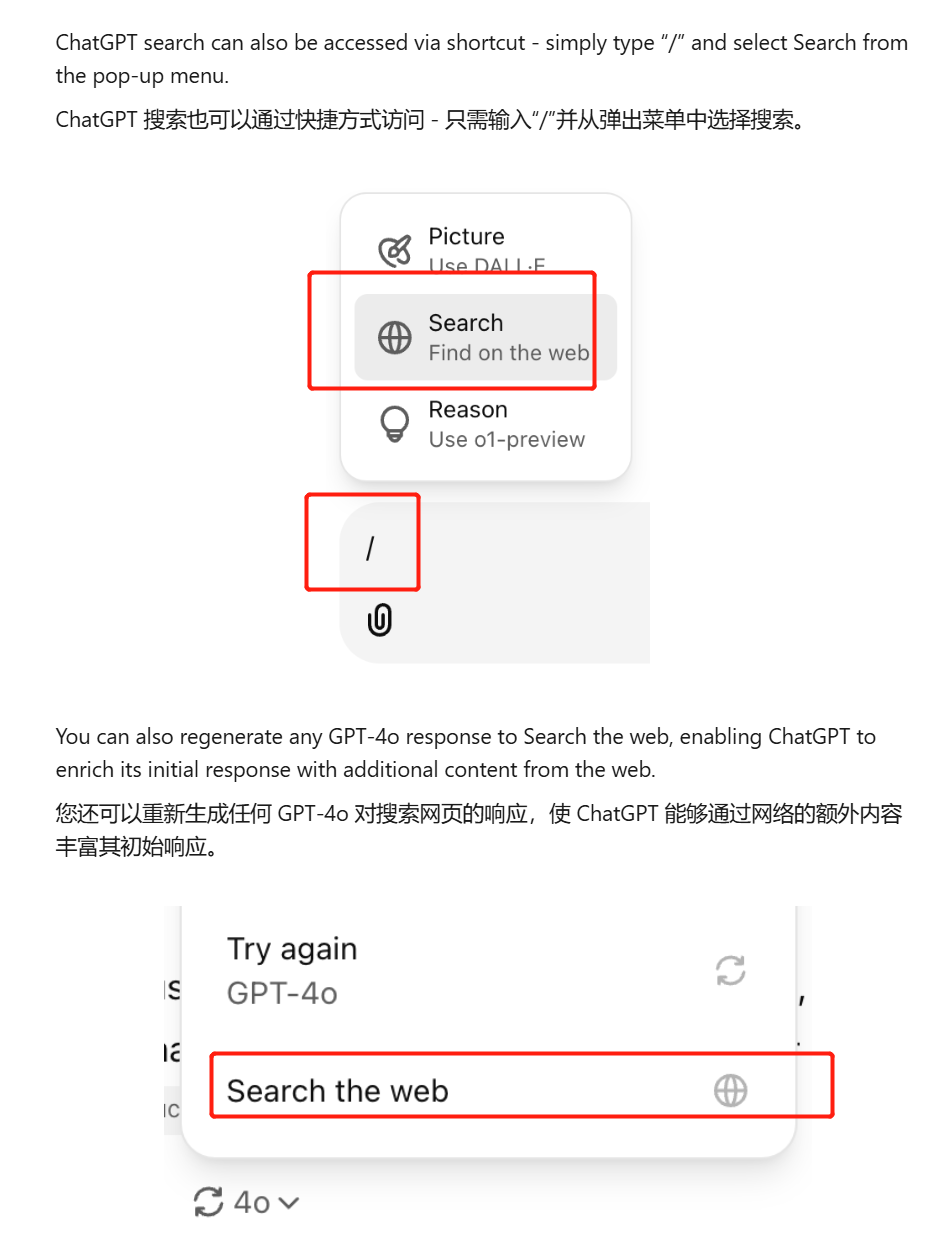 ChatGPT search can also be accessed via shortcut - simply type “/” and select Search from
the pop-up menu.
ChatGPT 搜索也可以通过快捷方式访问 - 只需输入“/”并从弹出菜单中选择搜索。
Picture
Use DALL·E
Search
Find on the web
Reason
Use o1-preview
/
You can also regenerate any GPT-4o response to Search the web, enabling ChatGPT to
enrich its initial response with additional content from the web.
您还可以重新生成任何 GPT-4o 对搜索网页的响应，使 ChatGPT 能够通过网络的额外内容
丰富其初始响应。
Try again
GPT-4o
Search the web
4o